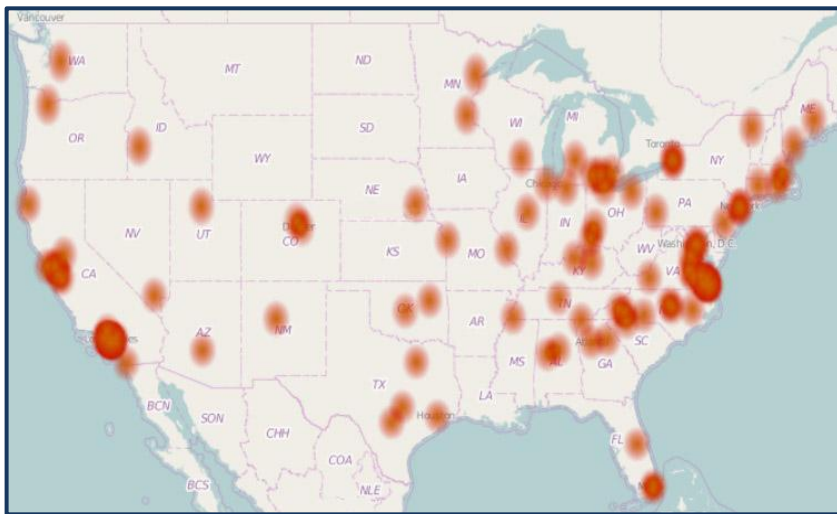 Vancouver
WA
MT
ND
MN
OR
ID
SD
WI
MI
ME
WY
Toronto
NY
IA
NE
NV
UT
CO
IN
OH
PA
KS
MO
WV
Washington, D.C.
CA
KY
VA
OK
TN
AZ
NM
AR
MS
AL
GA
SC
TX
LA
Houston
BCN
SON
CHH
FL
COA
BCS
NLE